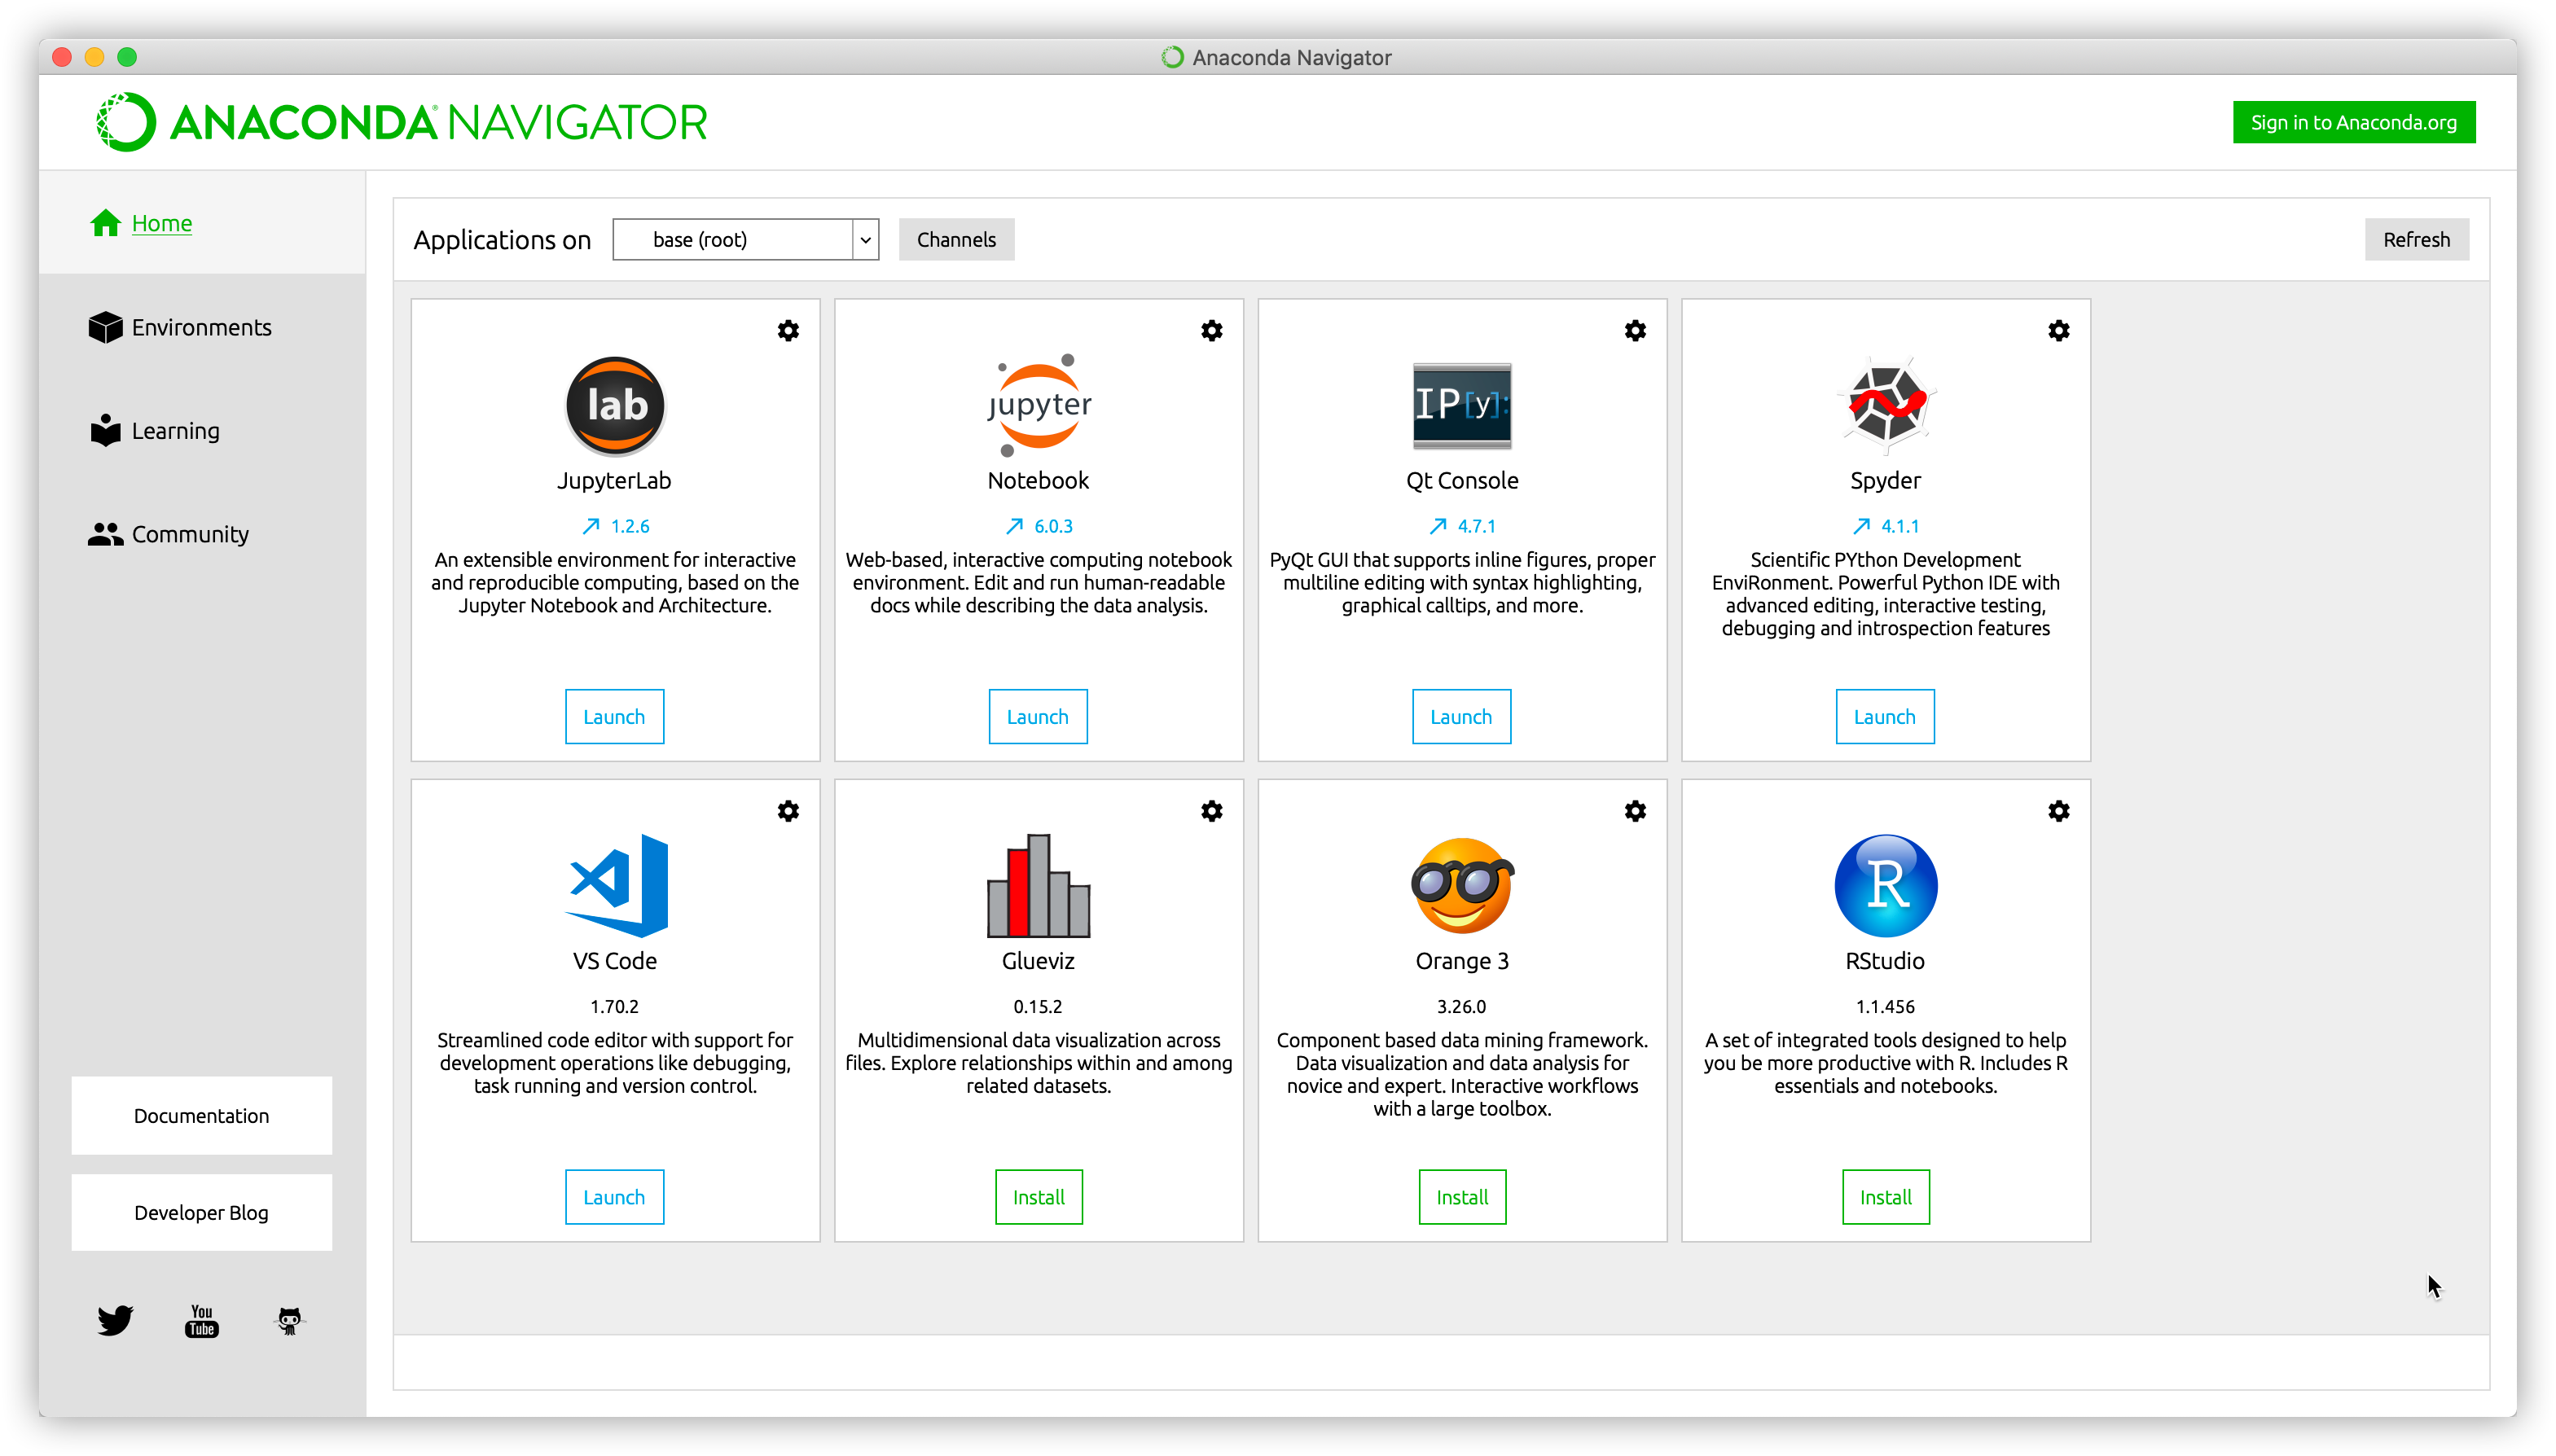 Anaconda Navigator
ANACONDA® NAVIGATOR
Sign in to Anaconda.org
Home
Environments
Learning
Community
Documentation
Developer Blog
You
Tube
Applications on
base (root)
Channels
Refresh
lab
JupyterLab
1.2.6
An extensible environment for interactive
and reproducible computing, based on the
Jupyter Notebook and Architecture.
Launch
jupyter
Notebook
6.0.3
Web-based, interactive computing notebook
environment. Edit and run human-readable
docs while describing the data analysis.
Launch
IP[y]:
Qt Console
4.7.1
PyQt GUI that supports inline figures, proper
multiline editing with syntax highlighting,
graphical calltips, and more.
Launch
Spyder
4.1.1
Scientific PYthon Development
EnviRonment. Powerful Python IDE with
advanced editing, interactive testing,
debugging and introspection features
Launch
VS Code
1.70.2
Streamlined code editor with support for
development operations like debugging,
task running and version control.
Launch
Glueviz
0.15.2
Multidimensional data visualization across
files. Explore relationships within and among
related datasets.
Install
Orange 3
3.26.0
Component based data mining framework.
Data visualization and data analysis for
novice and expert. Interactive workflows
with a large toolbox.
Install
R
RStudio
1.1.456
A set of integrated tools designed to help
you be more productive with R. Includes R
essentials and notebooks.
Install